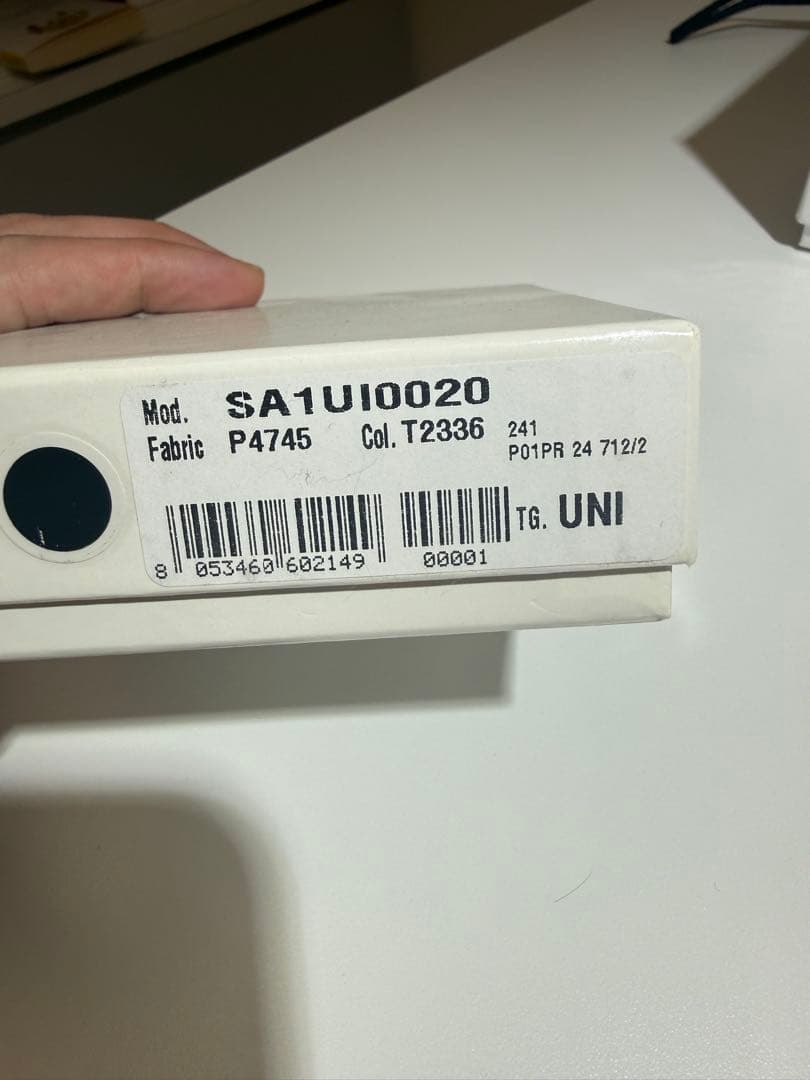 Mod. SA1UI0020
Fabric P4745 Col. T2336 241
P01PR 24 712/2
TG. UNI
8 053460 602149 00001